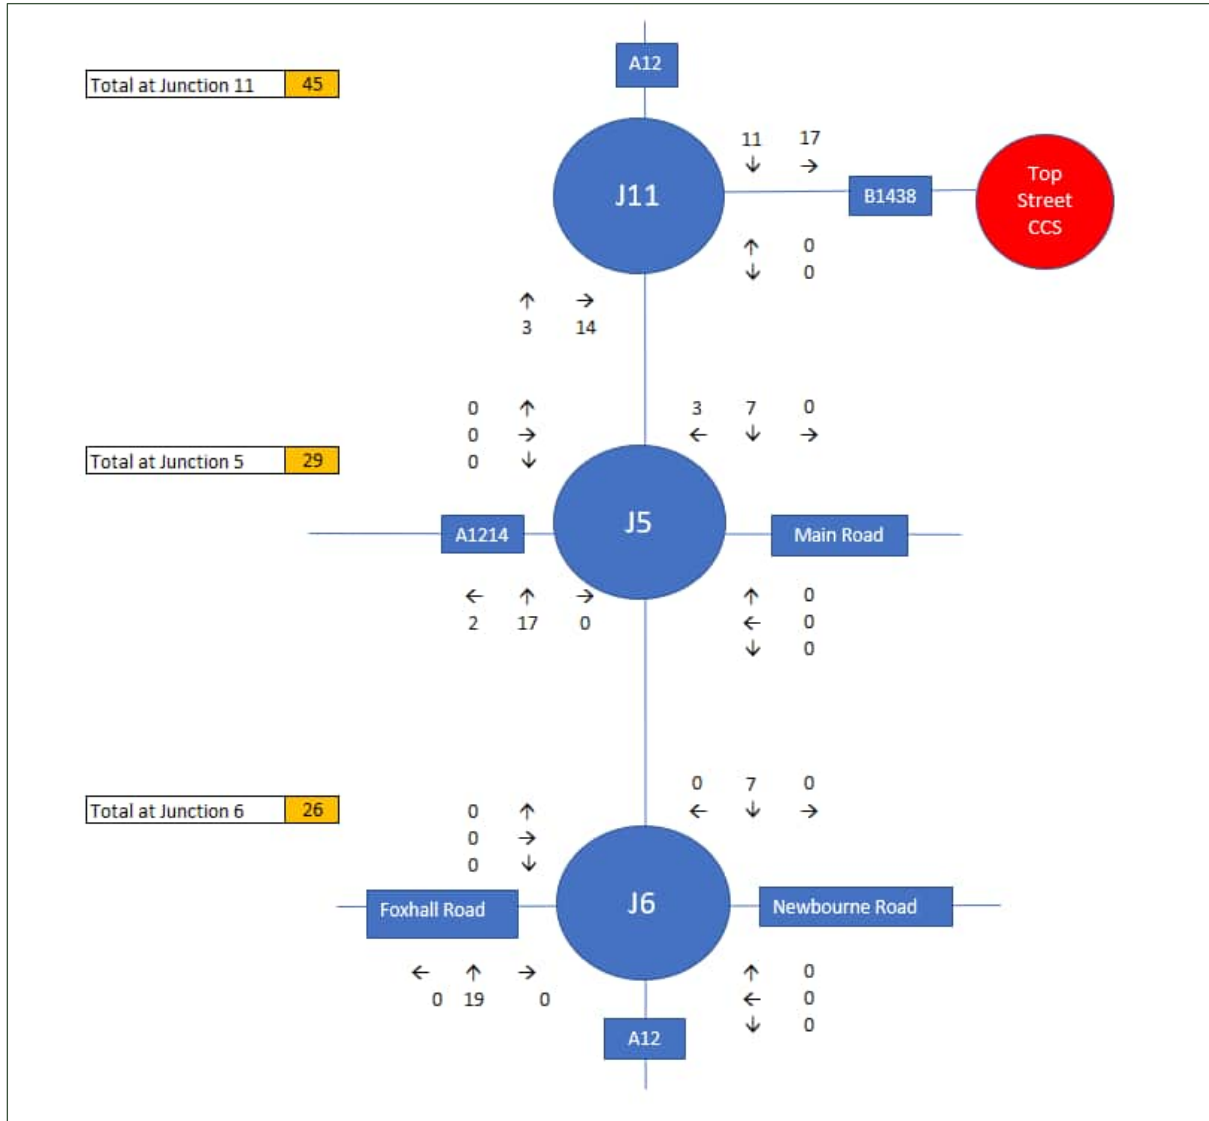 A12
Total at Junction 11 45
11 17
↓ →
J11
B1438
Top
Street
CCS
↑ 0
↓ 0
↑ →
3 14
0 ↑
0 →
0 ↓
3 7 0
← ↓ →
Total at Junction 5 29
A1214
J5
Main Road
← ↑ →
2 17 0
↑ 0
← 0
↓ 0
0 7 0
← ↓ →
Total at Junction 6 26
0 ↑
0 →
0 ↓
Foxhall Road
J6
Newbourne Road
← ↑ →
0 19 0
↑ 0
← 0
↓ 0
A12